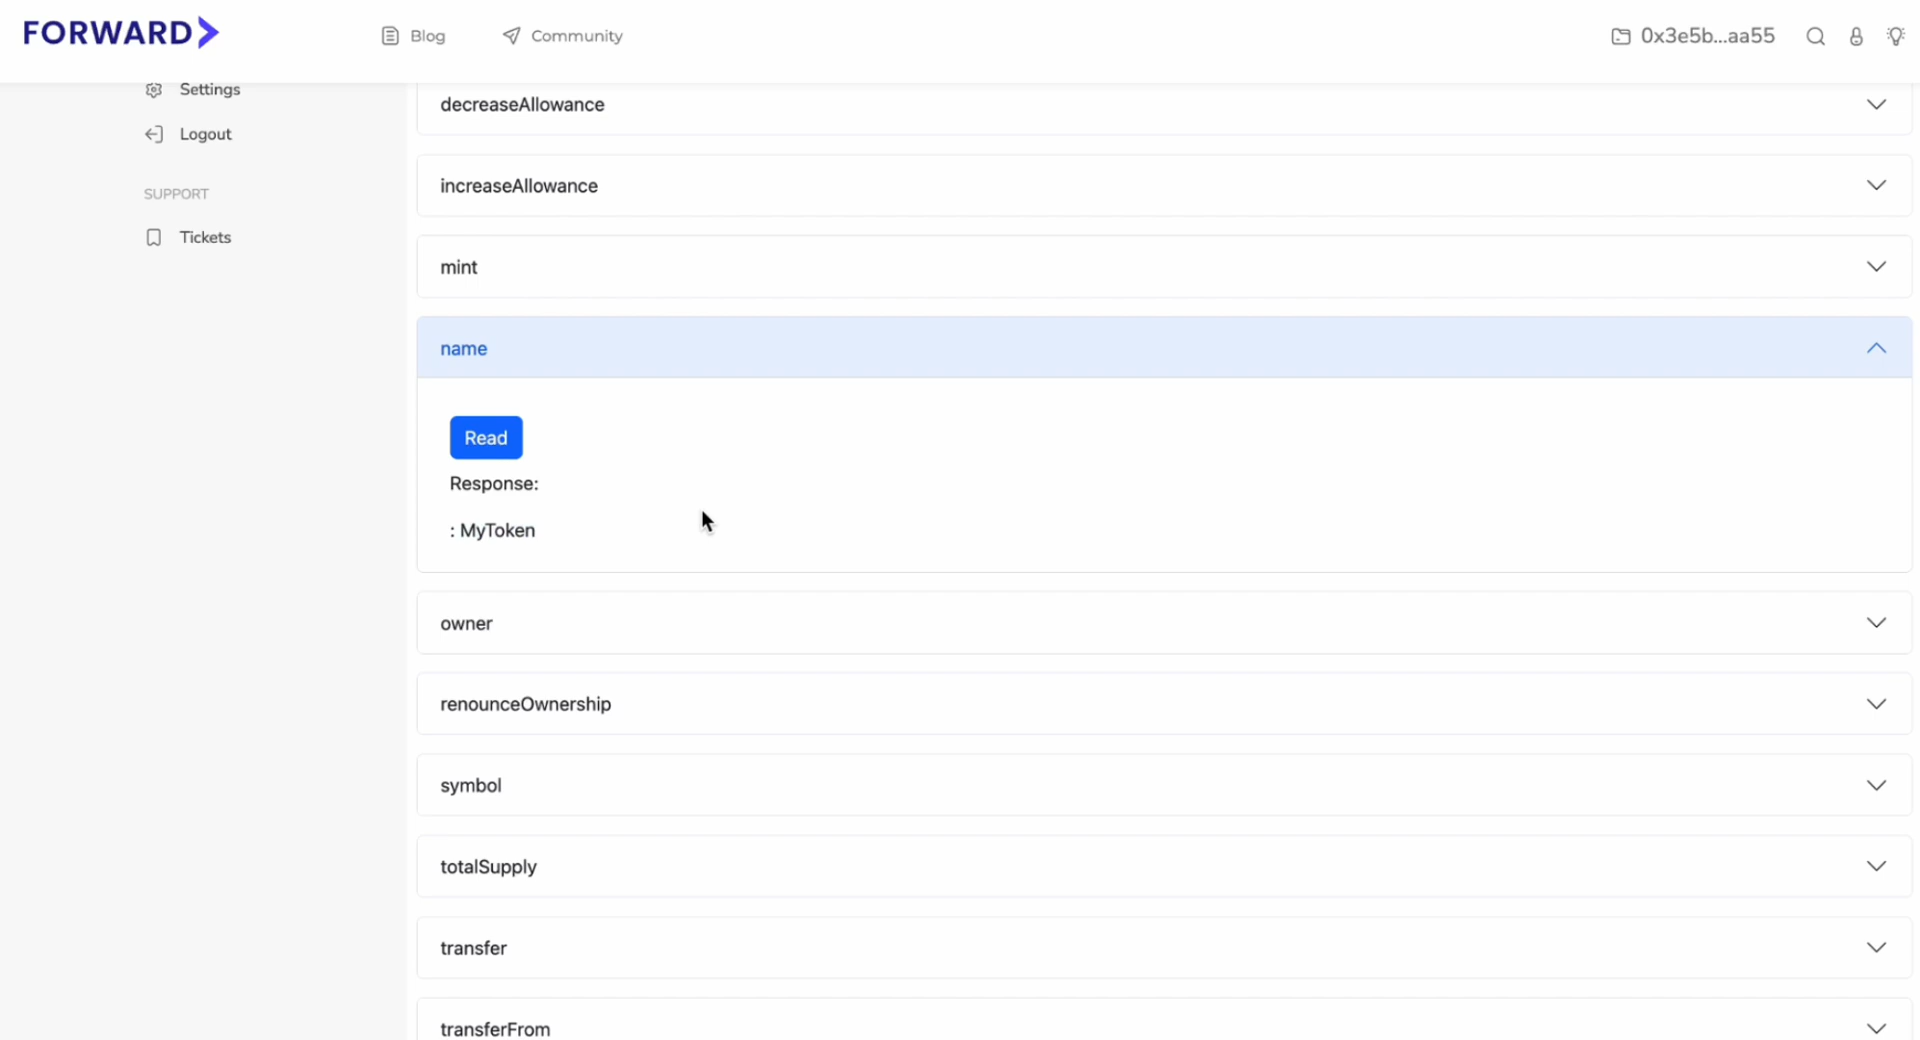 FORWARD
Blog
Community
0x3e5b...aa55
Settings
Logout
SUPPORT
Tickets
decreaseAllowance
increaseAllowance
mint
name
Read
Response:
: MyToken
owner
renounceOwnership
symbol
totalSupply
transfer
transferFrom